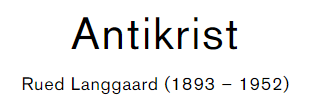 Antikrist
Rued Langgaard (1893 – 1952)